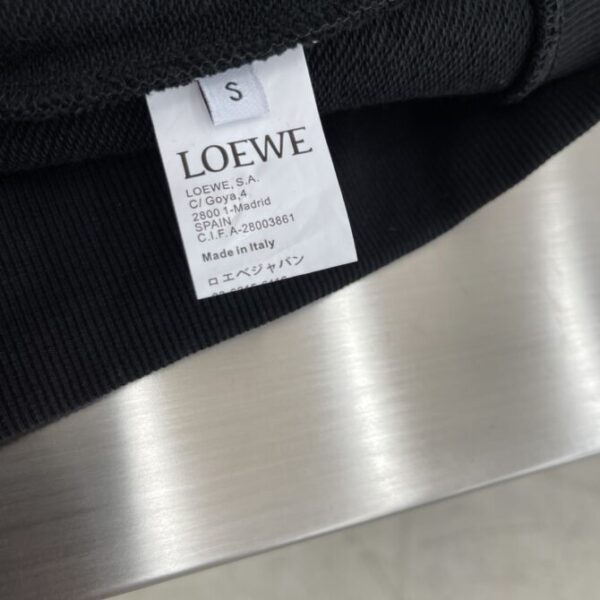 S
LOEWE
LOEWE, S.A.
C/ Goya,4
2800 1-Madrid
SPAIN
C.I.F. A-28003861
Made in Italy
ロエベジャパン